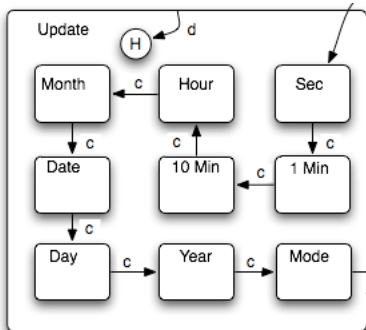 Update
H
d
Month
c
Hour
Sec
c
c
c
Date
10 Min
c
1 Min
c
Day
c
Year
c
Mode